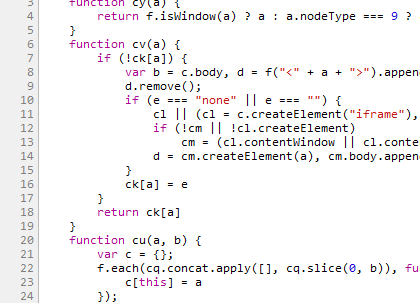 3 function cy(a) {
4 return f.isWindow(a) ? a : a.nodeType === 9 ?
5 }
6 function cv(a) {
7 if (!ck[a]) {
8 var b = c.body, d = f("<" + a + ">").appen
9 d.remove();
10 if (e === "none" || e === "") {
11 cl || (cl = c.createElement("iframe"),
12 if (!cm || !cl.createElement)
13 cm = (cl.contentWindow || cl.conte
14 d = cm.createElement(a), cm.body.appen
15 }
16 ck[a] = e
17 }
18 return ck[a]
19 }
20 function cu(a, b) {
21 var c = {};
22 f.each(cq.concat.apply([], cq.slice(0, b)), fu
23 c[this] = a
24 });